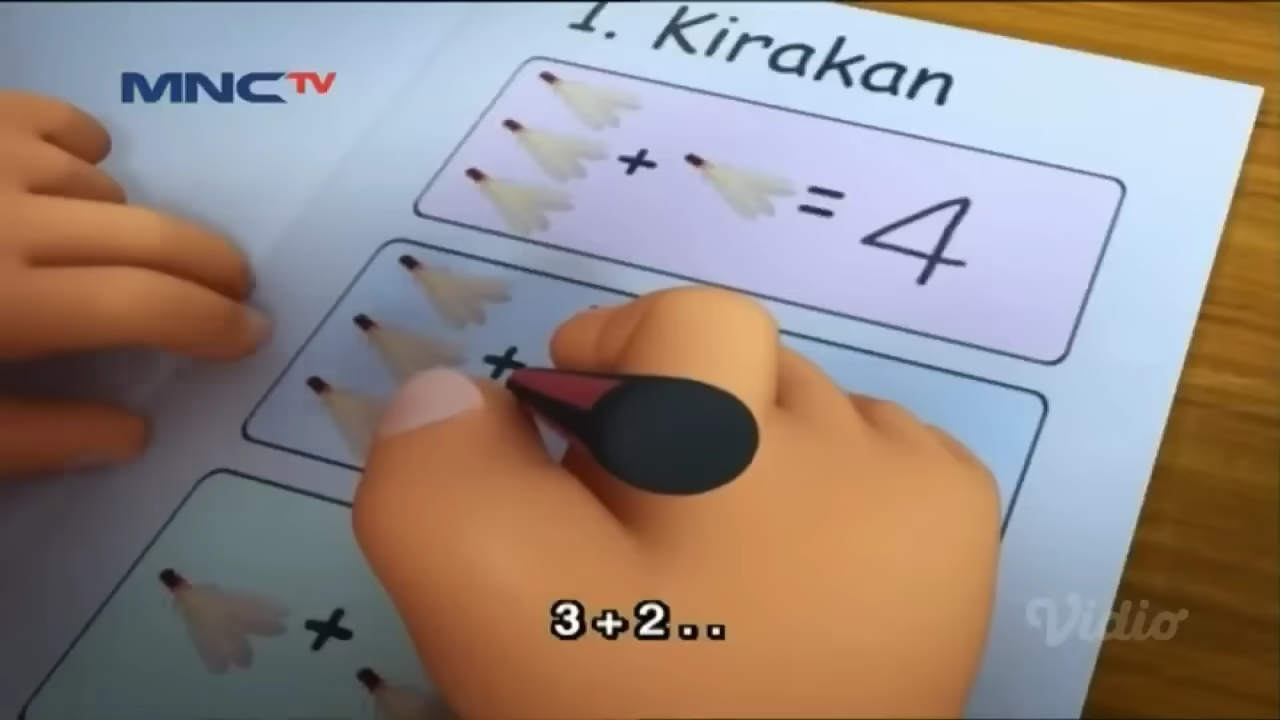 1. Kirakan
MNCTV
+ = 4
+
×
3+2..
Vidio